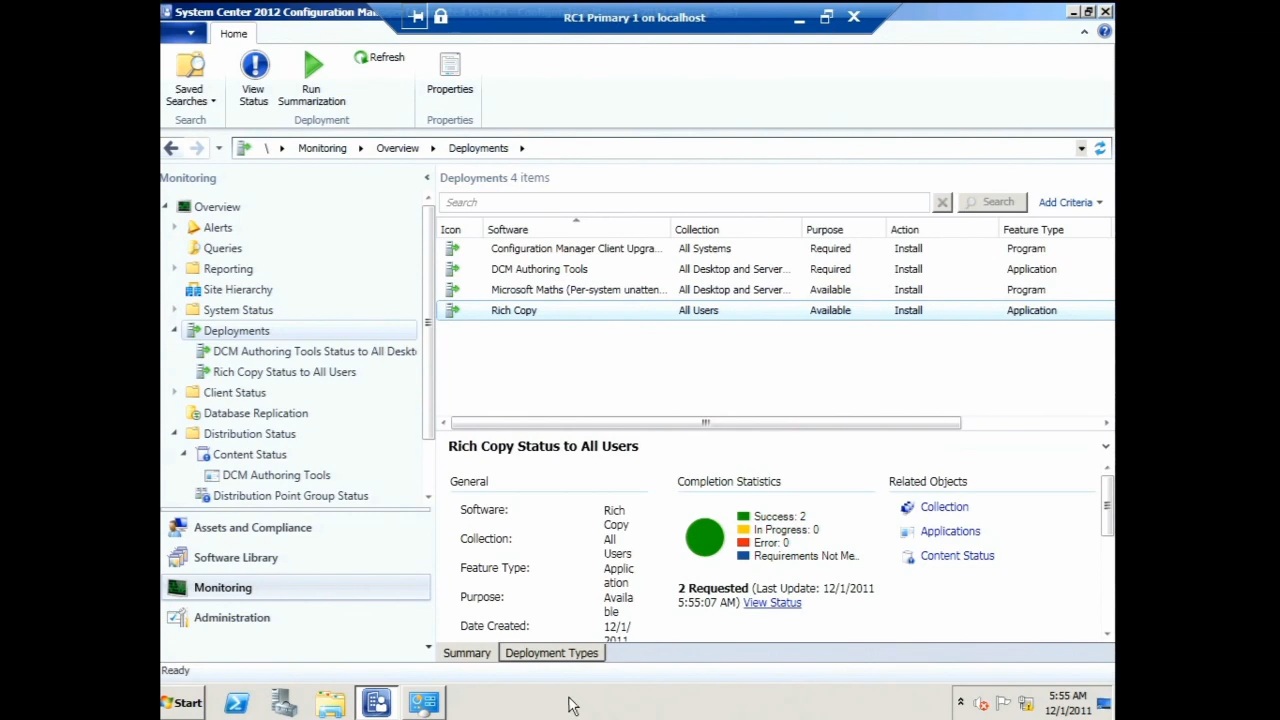 System Center 2012 Configuration Ma
RC1 Primary 1 on localhost
Home
Saved Searches
View Status
Run Summarization
Refresh
Properties
Search
Deployment
Properties
\ Monitoring Overview Deployments
Monitoring
Overview
Alerts
Queries
Reporting
Site Hierarchy
System Status
Deployments
DCM Authoring Tools Status to All Deskt
Rich Copy Status to All Users
Client Status
Database Replication
Distribution Status
Content Status
DCM Authoring Tools
Distribution Point Group Status
Assets and Compliance
Software Library
Monitoring
Administration
Deployments 4 items
Search
Search
Add Criteria
Icon Software Collection Purpose Action Feature Type
Configuration Manager Client Upgra... All Systems Required Install Program
DCM Authoring Tools All Desktop and Server... Required Install Application
Microsoft Maths (Per-system unatten... All Desktop and Server... Available Install Program
Rich Copy All Users Available Install Application
Rich Copy Status to All Users
General
Software: Rich Copy
Collection: All Users
Feature Type: Application
Purpose: Available
Date Created: 12/1/2011
Completion Statistics
Success: 2
In Progress: 0
Error: 0
Requirements Not Me..
2 Requested (Last Update: 12/1/2011
5:55:07 AM) View Status
Related Objects
Collection
Applications
Content Status
Summary Deployment Types
Ready
Start
5:55 AM
12/1/2011